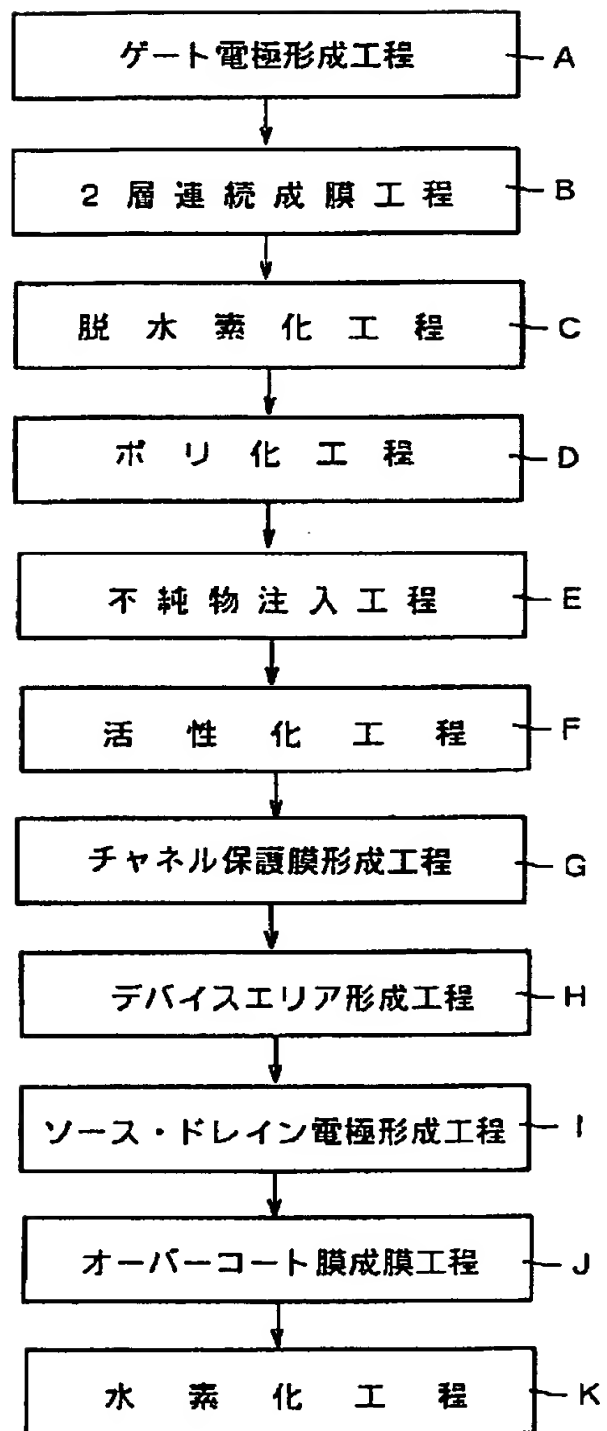 ゲート電極形成工程 A
2層連続成膜工程 B
脱水素化工程 C
ポリ化工程 D
不純物注入工程 E
活性化工程 F
チャネル保護膜形成工程 G
デバイスエリア形成工程 H
ソース・ドレイン電極形成工程 I
オーバーコート膜成膜工程 J
水素化工程 K